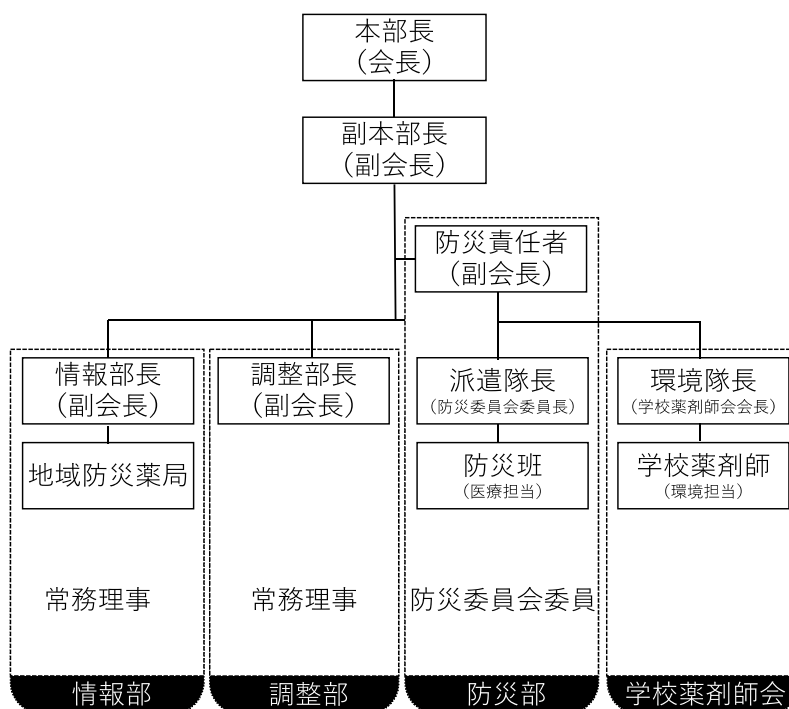 本部長
（会長）
副本部長
（副会長）
防災責任者
（副会長）
情報部長
（副会長）
調整部長
（副会長）
派遣隊長
（防災委員会委員長）
環境隊長
（学校薬剤師会会長）
地域防災薬局
防災班
（医療担当）
学校薬剤師
（環境担当）
常務理事
常務理事
防災委員会委員
情報部
調整部
防災部
学校薬剤師会